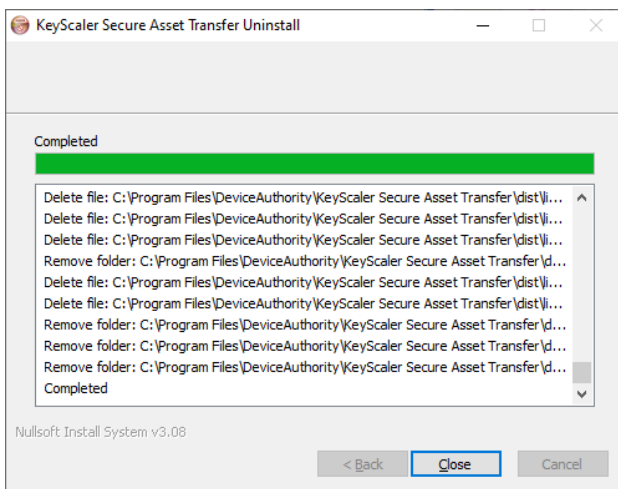 KeyScaler Secure Asset Transfer Uninstall
Completed
Delete file: C:\Program Files\DeviceAuthority\KeyScaler Secure Asset Transfer\dist\li...
Delete file: C:\Program Files\DeviceAuthority\KeyScaler Secure Asset Transfer\dist\li...
Delete file: C:\Program Files\DeviceAuthority\KeyScaler Secure Asset Transfer\dist\li...
Remove folder: C:\Program Files\DeviceAuthority\KeyScaler Secure Asset Transfer\d...
Delete file: C:\Program Files\DeviceAuthority\KeyScaler Secure Asset Transfer\dist\li...
Delete file: C:\Program Files\DeviceAuthority\KeyScaler Secure Asset Transfer\dist\li...
Remove folder: C:\Program Files\DeviceAuthority\KeyScaler Secure Asset Transfer\d...
Remove folder: C:\Program Files\DeviceAuthority\KeyScaler Secure Asset Transfer\d...
Remove folder: C:\Program Files\DeviceAuthority\KeyScaler Secure Asset Transfer\d...
Completed
Nullsoft Install System v3.08
< Back Close Cancel